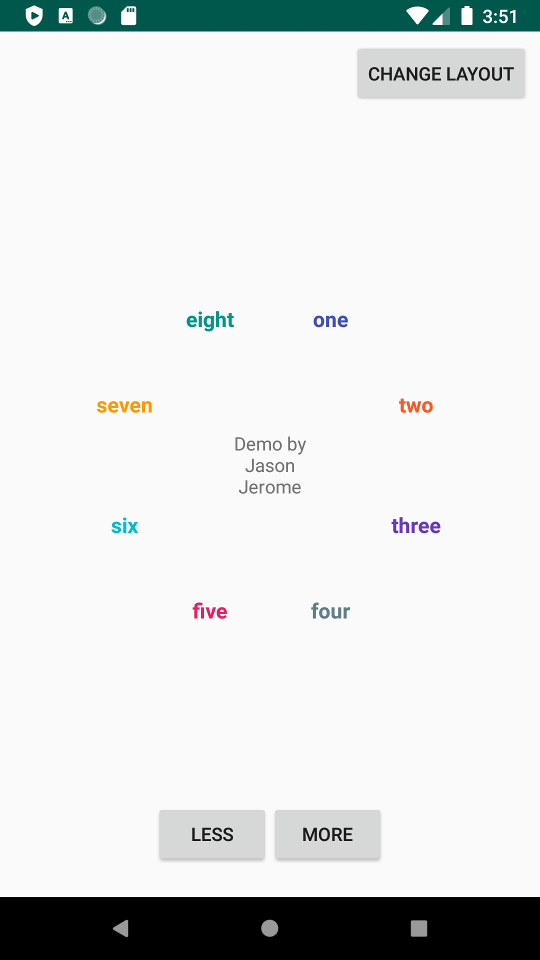 3:51
CHANGE LAYOUT
eight one
seven two
Demo by
Jason
Jerome
six three
five four
LESS MORE